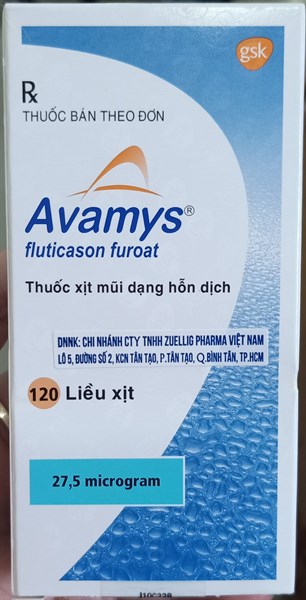 gsk
Rx
THUỐC BÁN THEO ĐƠN
Avamys®
fluticason furoat
Thuốc xịt mũi dạng hỗn dịch
DNNK: CHI NHÁNH CTY TNHH ZUELLIG PHARMA VIỆT NAM
LÔ 5, ĐƯỜNG SỐ 2, KCN TÂN TẠO, P.TÂN TẠO, Q.BÌNH TÂN, TP.HCM
120 Liều xịt
27,5 microgram